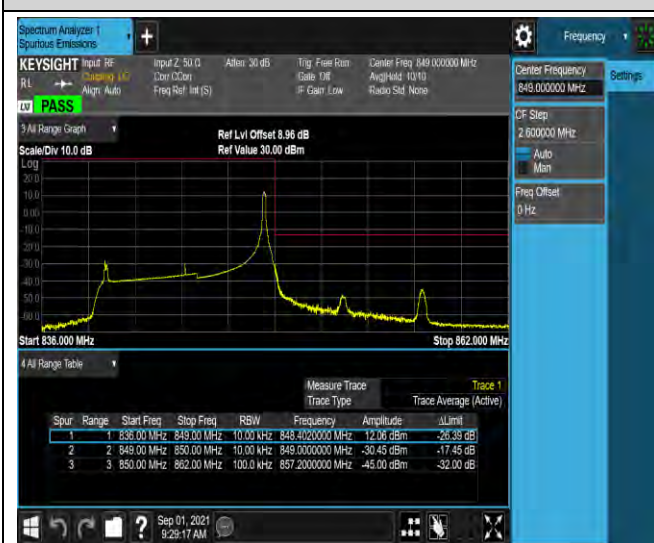 Spectrum Analyzer 1
Spurious Emissions
+
Frequency
KEYSIGHT Input: RF Input Z: 50 Ω Atten: 30 dB Trig: Free Run Center Freq: 849.000000 MHz
RL Coupling: DC Corr CCorr Gate: Off Avg|Hold: 10/10
Align: Auto Freq Ref: Int (S) IF Gain: Low Radio Std: None
LV PASS
Center Frequency
849.000000 MHz
Settings
CF Step
2.600000 MHz
Auto
Man
Freq Offset
0 Hz
3 All Range Graph
Ref Lvl Offset 8.96 dB
Scale/Div 10.0 dB Ref Value 30.00 dBm
Log
20.0
10.0
0.00
-10.0
-20.0
-30.0
-40.0
-50.0
-60.0
Start 836.000 MHz Stop 862.000 MHz
4 All Range Table
Measure Trace Trace 1
Trace Type Trace Average (Active)
Spur Range Start Freq Stop Freq RBW Frequency Amplitude ΔLimit
1 1 836.00 MHz 849.00 MHz 10.00 kHz 848.4020000 MHz 12.06 dBm -26.39 dB
2 2 849.00 MHz 850.00 MHz 10.00 kHz 849.0000000 MHz -30.45 dBm -17.45 dB
3 3 850.00 MHz 862.00 MHz 100.0 kHz 857.2000000 MHz -45.00 dBm -32.00 dB
?
Sep 01, 2021
9:29:17 AM